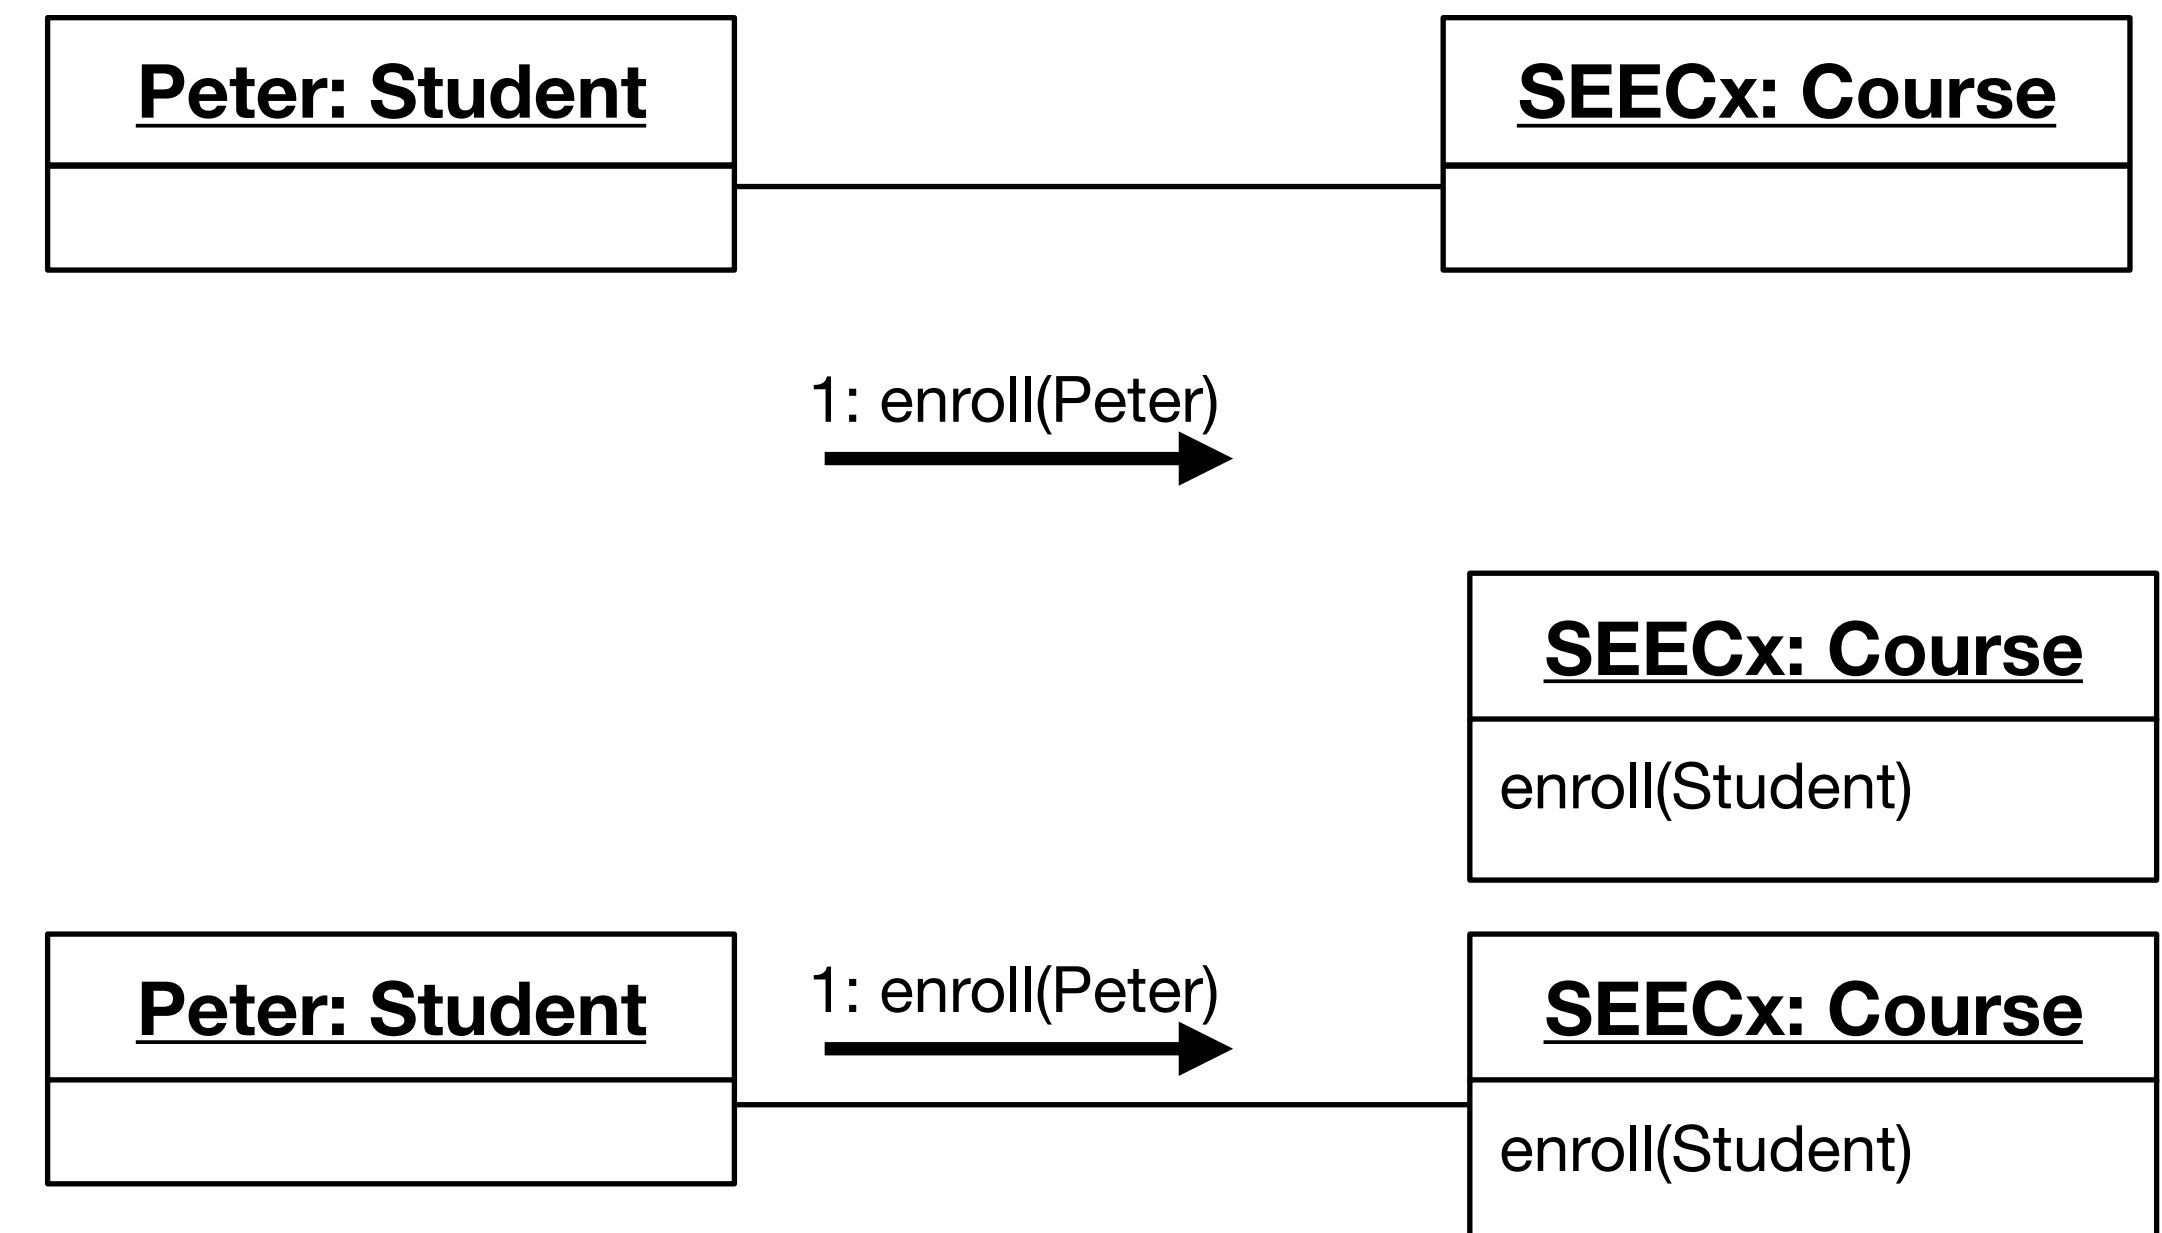 Peter: Student
SEECx: Course
1: enroll(Peter)
SEECx: Course
enroll(Student)
Peter: Student
1: enroll(Peter)
SEECx: Course
enroll(Student)